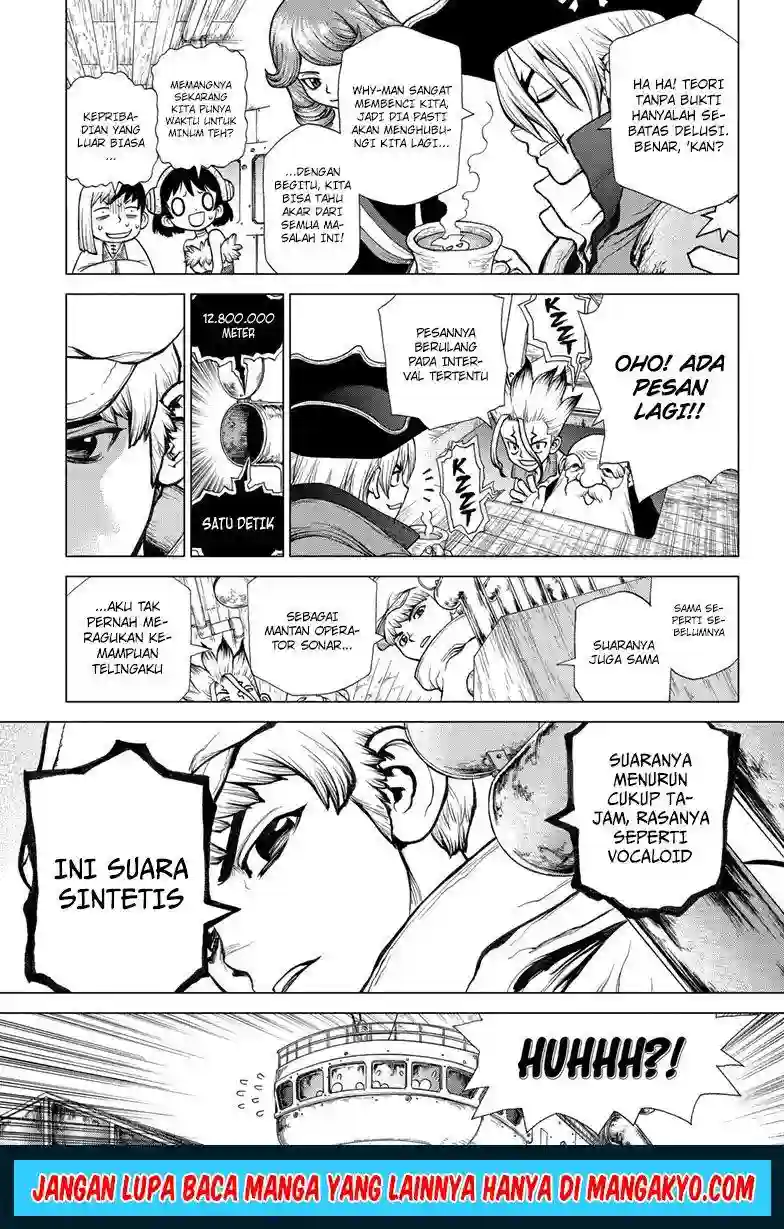 HA HA! TEORI
TANPA BUKTI
HANYALAH SE-
BATAS DELUSI.
BENAR, 'KAN?
WHY-MAN SANGAT
MEMBENCI KITA,
JADI DIA PASTI
AKAN MENGHUBU-
NGI KITA LAGI...
...DENGAN
BEGITU, KITA
BISA TAHU
AKAR DARI
SEMUA MA-
SALAH INI!
MEMANGNYA
SEKARANG
KITA PUNYA
WAKTU UNTUK
MINUM TEH?
KEPRIBA-
DIAN YANG
LUAR BIASA
...
OHO! ADA
PESAN
LAGI!!
KZZT
PESANNYA
BERULANG
PADA INTER-
VAL TERTENTU
KZZT
12.800.000
METER
SATU DETIK
SAMA SE-
PERTI SE-
BELUMNYA
SUARANYA
JUGA SAMA
SEBAGAI
MANTAN OPERA-
TOR SONAR...
...AKU TAK
PERNAH ME-
RAGUKAN KE-
MAMPUAN
TELINGAKU
SUARANYA
MENURUN
CUKUP TA-
JAM, RASANYA
SEPERTI
VOCALOID
INI SUARA
SINTETIS
HUHHH?!
JANGAN LUPA BACA MANGA YANG LAINNYA HANYA DI MANGAKYO.COM